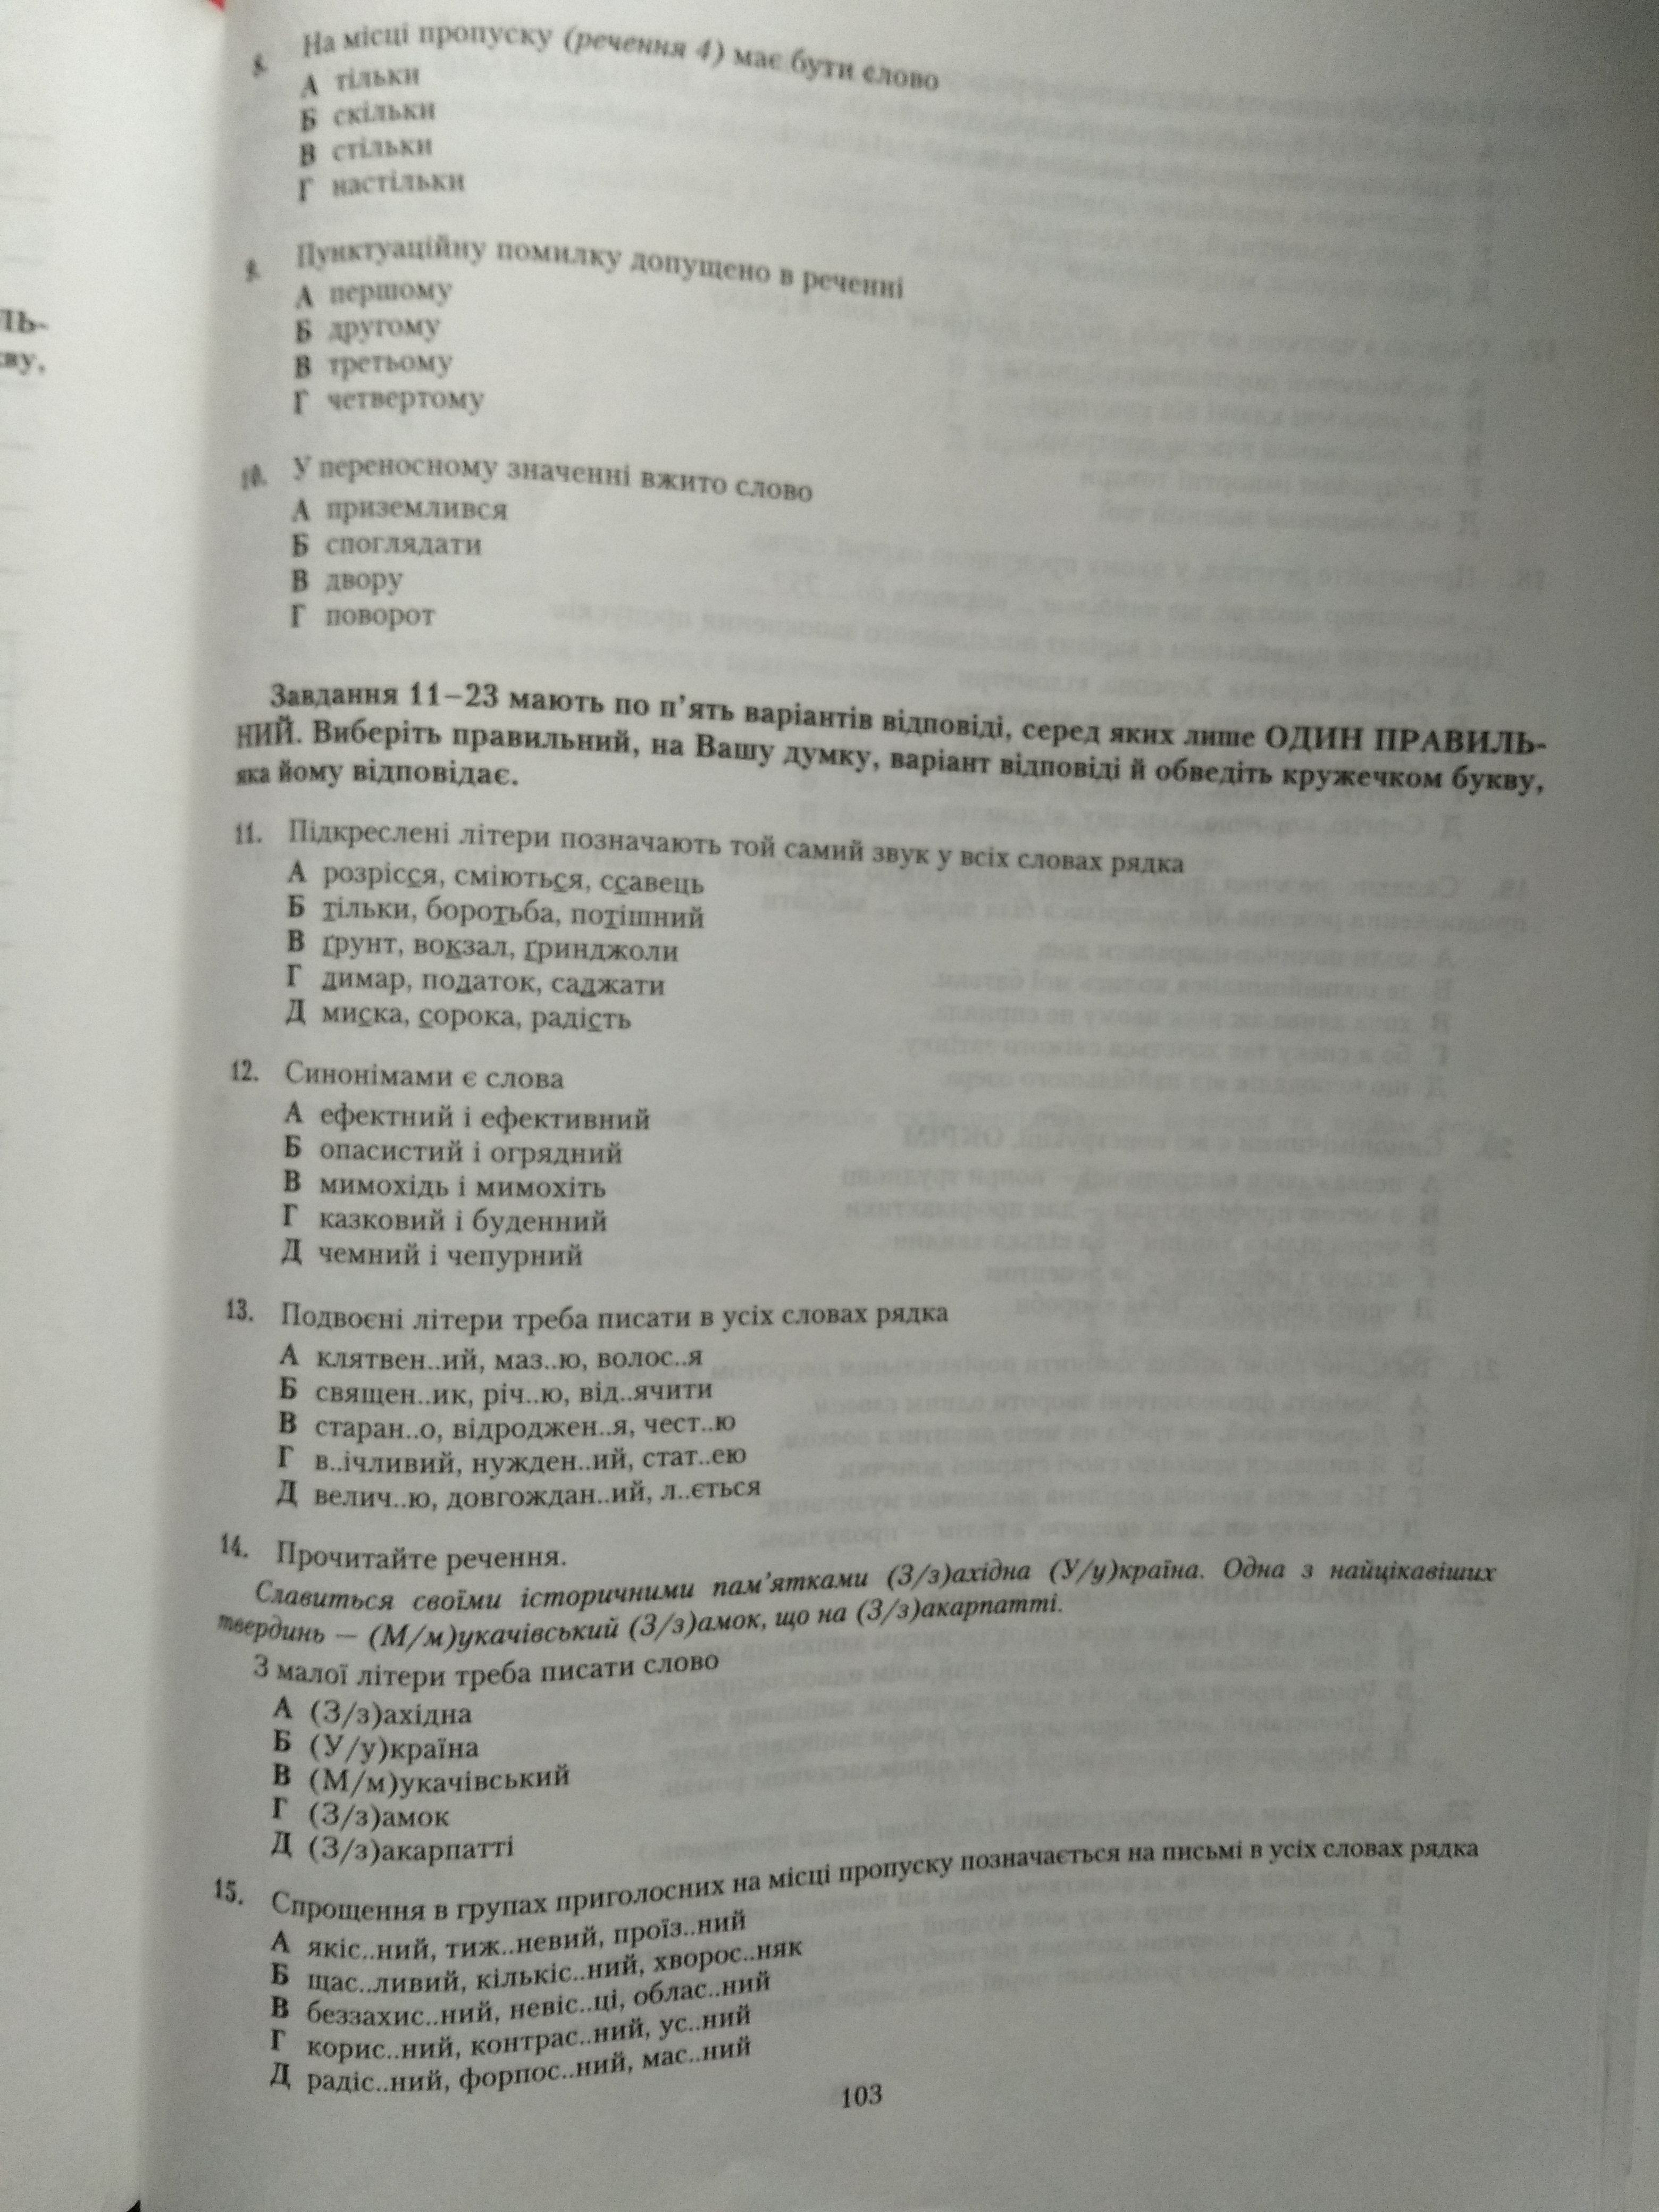 ЛЬ-
ву,
8. На місці пропуску (речення 4) має бути слово
А тільки
Б скільки
В стільки
Г настільки
9. Пунктуаційну помилку допущено в реченні
А першому
Б другому
В третьому
Г четвертому
10. У переносному значенні вжито слово
А приземлився
Б споглядати
В двору
Г поворот
Завдання 11–23 мають по п’ять варіантів відповіді, серед яких лише ОДИН ПРАВИЛЬ-
НИЙ. Виберіть правильний, на Вашу думку, варіант відповіді й обведіть кружечком букву,
яка йому відповідає.
11. Підкреслені літери позначають той самий звук у всіх словах рядка
А розрісся, сміються, ссавець
Б тільки, боротьба, потішний
В ґрунт, вокзал, ґринджоли
Г димар, податок, саджати
Д миска, сорока, радість
12. Синонімами є слова
А ефектний і ефективний
Б опасистий і огрядний
В мимохідь і мимохіть
Г казковий і буденний
Д чемний і чепурний
13. Подвоєні літери треба писати в усіх словах рядка
А клятвен..ий, маз..ю, волос..я
Б священ..ик, річ..ю, від..ячити
В старан..о, відроджен..я, чест..ю
Г в..ічливий, нужден..ий, стат..ею
Д велич..ю, довгождан..ий, л..ється
14. Прочитайте речення.
Славиться своїми історичними пам’ятками (З/з)ахідна (У/у)країна. Одна з найцікавіших
твердинь — (М/м)укачівський (З/з)амок, що на (З/з)акарпатті.
З малої літери треба писати слово
А (З/з)ахідна
Б (У/у)країна
В (М/м)укачівський
Г (З/з)амок
Д (З/з)акарпатті
15. Спрощення в групах приголосних на місці пропуску позначається на письмі в усіх словах рядка
А якіс..ний, тиж..невий, проїз..ний
Б щас..ливий, кількіс..ний, хворос..няк
В беззахис..ний, невіс..ці, облас..ний
Г корис..ний, контрас..ний, ус..ний
Д радіс..ний, форпос..ний, мас..ний
103